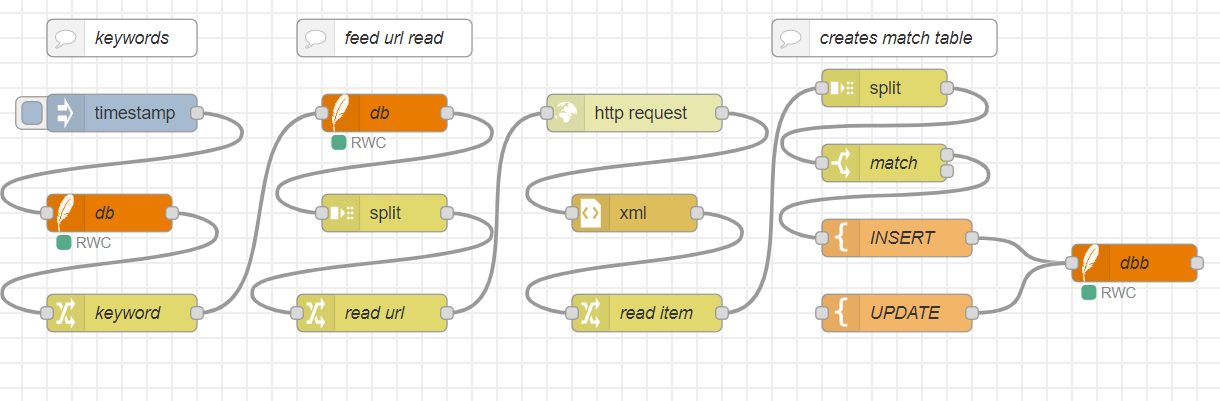 keywords
feed url read
creates match table
timestamp
db
RWC
keyword
db
RWC
split
read url
http request
xml
read item
split
match
INSERT
UPDATE
dbb
RWC